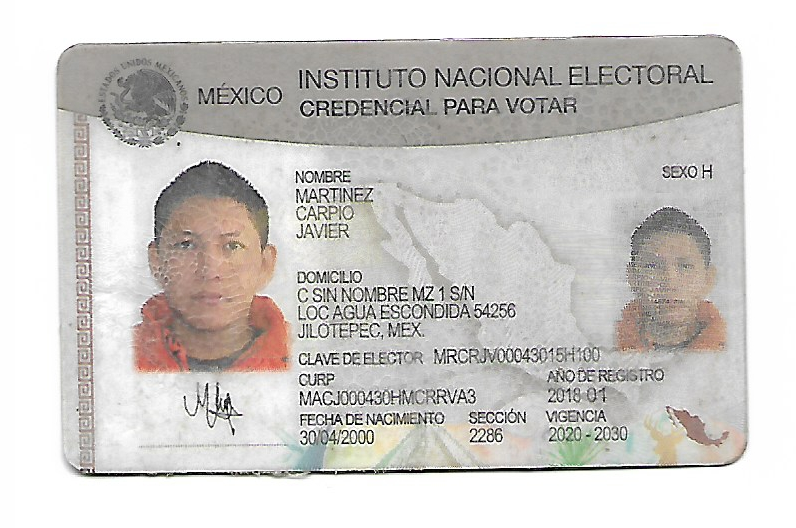 ESTADOS UNIDOS MEXICANOS
MÉXICO INSTITUTO NACIONAL ELECTORAL
CREDENCIAL PARA VOTAR
NOMBRE
SEXO H
MARTINEZ
CARPIO
JAVIER
DOMICILIO
C SIN NOMBRE MZ 1 S/N
LOC AGUA ESCONDIDA 54256
JILOTEPEC, MEX.
CLAVE DE ELECTOR MRCRJV00043015H100
CURP AÑO DE REGISTRO
MACJ000430HMCRRVA3 2018 01
FECHA DE NACIMIENTO SECCIÓN VIGENCIA
30/04/2000 2286 2020 - 2030